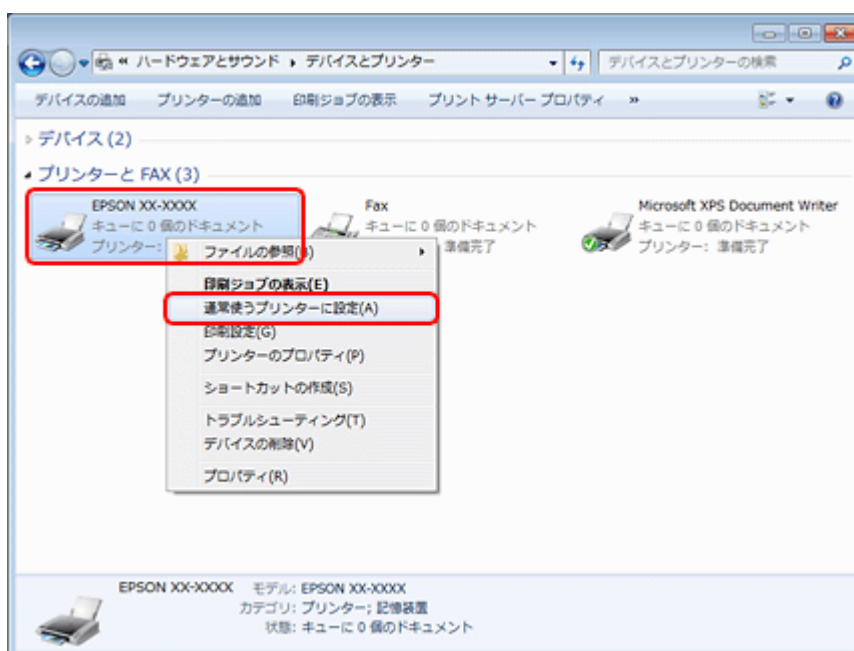 « ハードウェアとサウンド ▸ デバイスとプリンター
デバイスとプリンターの検索
デバイスの追加 プリンターの追加 印刷ジョブの表示 プリント サーバー プロパティ »
デバイス (2)
プリンターと FAX (3)
EPSON XX-XXXX
キューに 0 個のドキュメント
プリンター:
Fax
キューに 0 個のドキュメント
準備完了
Microsoft XPS Document Writer
キューに 0 個のドキュメント
プリンター: 準備完了
ファイルの参照(B)
印刷ジョブの表示(E)
通常使うプリンターに設定(A)
印刷設定(G)
プリンターのプロパティ(P)
ショートカットの作成(S)
トラブルシューティング(T)
デバイスの削除(V)
プロパティ(R)
EPSON XX-XXXX モデル: EPSON XX-XXXX
カテゴリ: プリンター; 記憶装置
状態: キューに 0 個のドキュメント